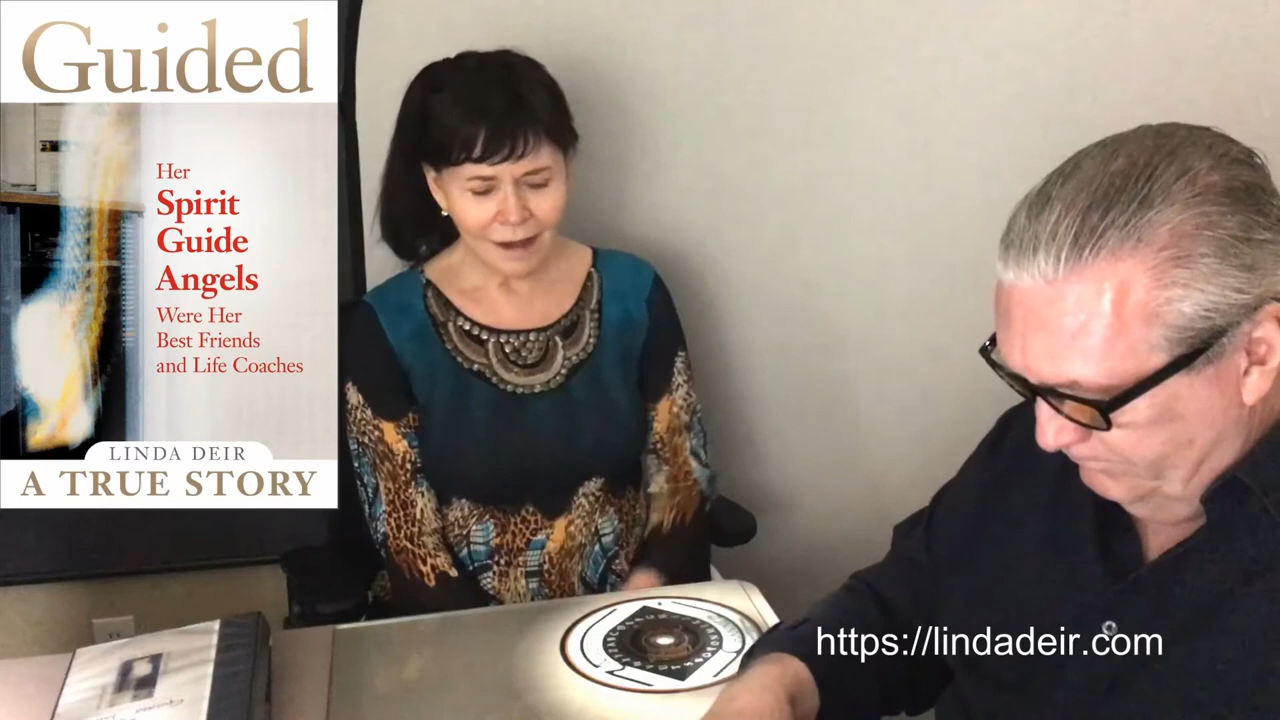 Guided
Her
Spirit
Guide
Angels
Were Her
Best Friends
and Life Coaches
LINDA DEIR
A TRUE STORY
https://lindadeir.com